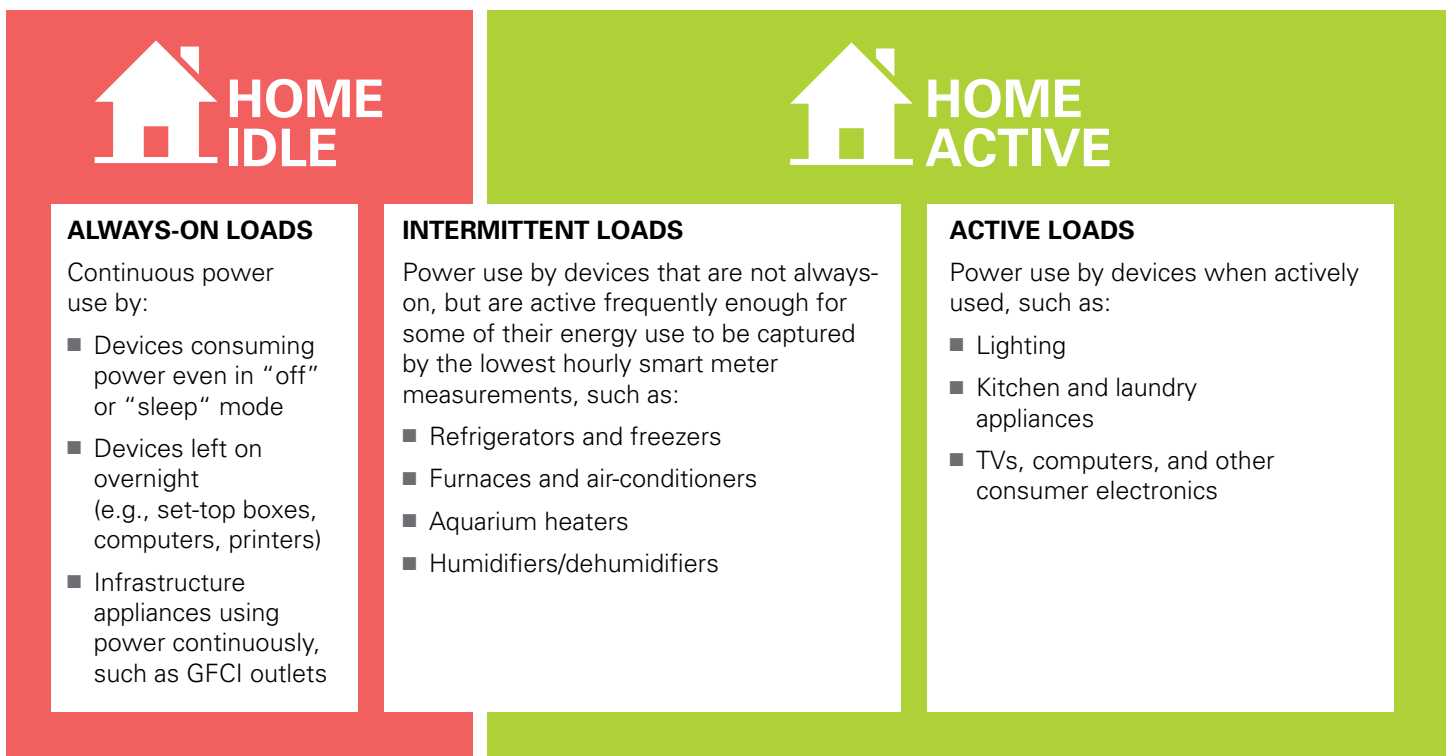 HOME
IDLE
HOME
ACTIVE
ALWAYS-ON LOADS
Continuous power
use by:
■ Devices consuming
power even in “off”
or “sleep“ mode
■ Devices left on
overnight
(e.g., set-top boxes,
computers, printers)
■ Infrastructure
appliances using
power continuously,
such as GFCI outlets
INTERMITTENT LOADS
Power use by devices that are not always-
on, but are active frequently enough for
some of their energy use to be captured
by the lowest hourly smart meter
measurements, such as:
■ Refrigerators and freezers
■ Furnaces and air-conditioners
■ Aquarium heaters
■ Humidifiers/dehumidifiers
ACTIVE LOADS
Power use by devices when actively
used, such as:
■ Lighting
■ Kitchen and laundry
appliances
■ TVs, computers, and other
consumer electronics